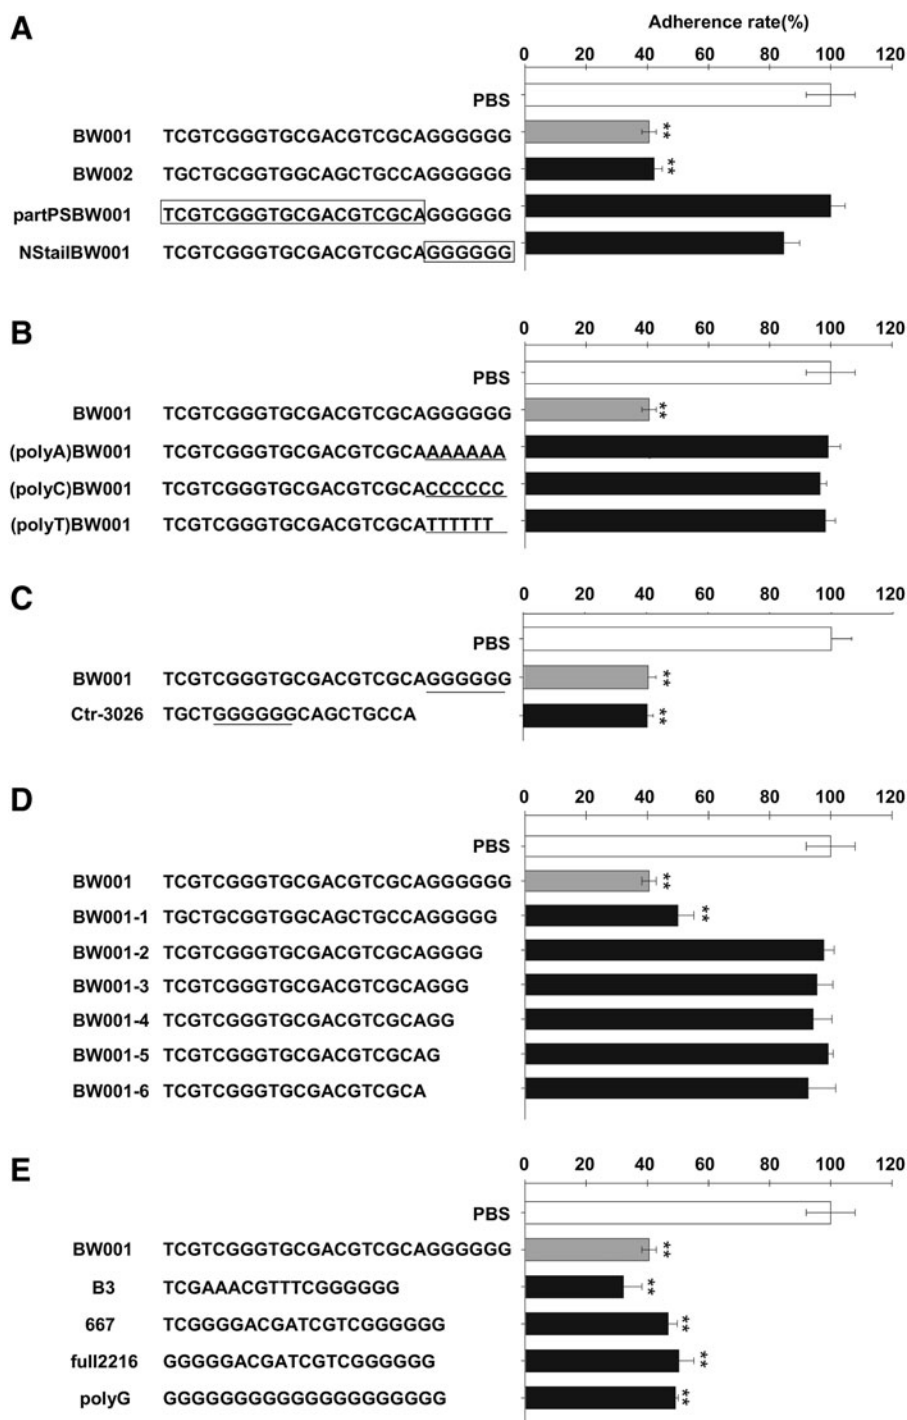 A
Adherence rate(%)
0 20 40 60 80 100 120
PBS
BW001 TCGTCGGGTGCGACGTCGCAGGGGGG **
BW002 TGCTGCGGTGGCAGCTGCCAGGGGGG **
partPSBW001 TCGTCGGGTGCGACGTCGCAGGGGGG
NStailBW001 TCGTCGGGTGCGACGTCGCAGGGGGG
B
0 20 40 60 80 100 120
PBS
BW001 TCGTCGGGTGCGACGTCGCAGGGGGG **
(polyA)BW001 TCGTCGGGTGCGACGTCGCAAAAAAA
(polyC)BW001 TCGTCGGGTGCGACGTCGCACCCCCC
(polyT)BW001 TCGTCGGGTGCGACGTCGCATTTTTT
C
0 20 40 60 80 100 120
PBS
BW001 TCGTCGGGTGCGACGTCGCAGGGGGG **
Ctr-3026 TGCTGGGGGGCAGCTGCCA **
D
0 20 40 60 80 100 120
PBS
BW001 TCGTCGGGTGCGACGTCGCAGGGGGG **
BW001-1 TGCTGCGGTGGCAGCTGCCAGGGGG **
BW001-2 TCGTCGGGTGCGACGTCGCAGGGG
BW001-3 TCGTCGGGTGCGACGTCGCAGGG
BW001-4 TCGTCGGGTGCGACGTCGCAGG
BW001-5 TCGTCGGGTGCGACGTCGCAG
BW001-6 TCGTCGGGTGCGACGTCGCA
E
0 20 40 60 80 100 120
PBS
BW001 TCGTCGGGTGCGACGTCGCAGGGGGG **
B3 TCGAAACGTTTCGGGGGG **
667 TCGGGGACGATCGTCGGGGGG **
full2216 GGGGGACGATCGTCGGGGGG **
polyG GGGGGGGGGGGGGGGGGGGG **